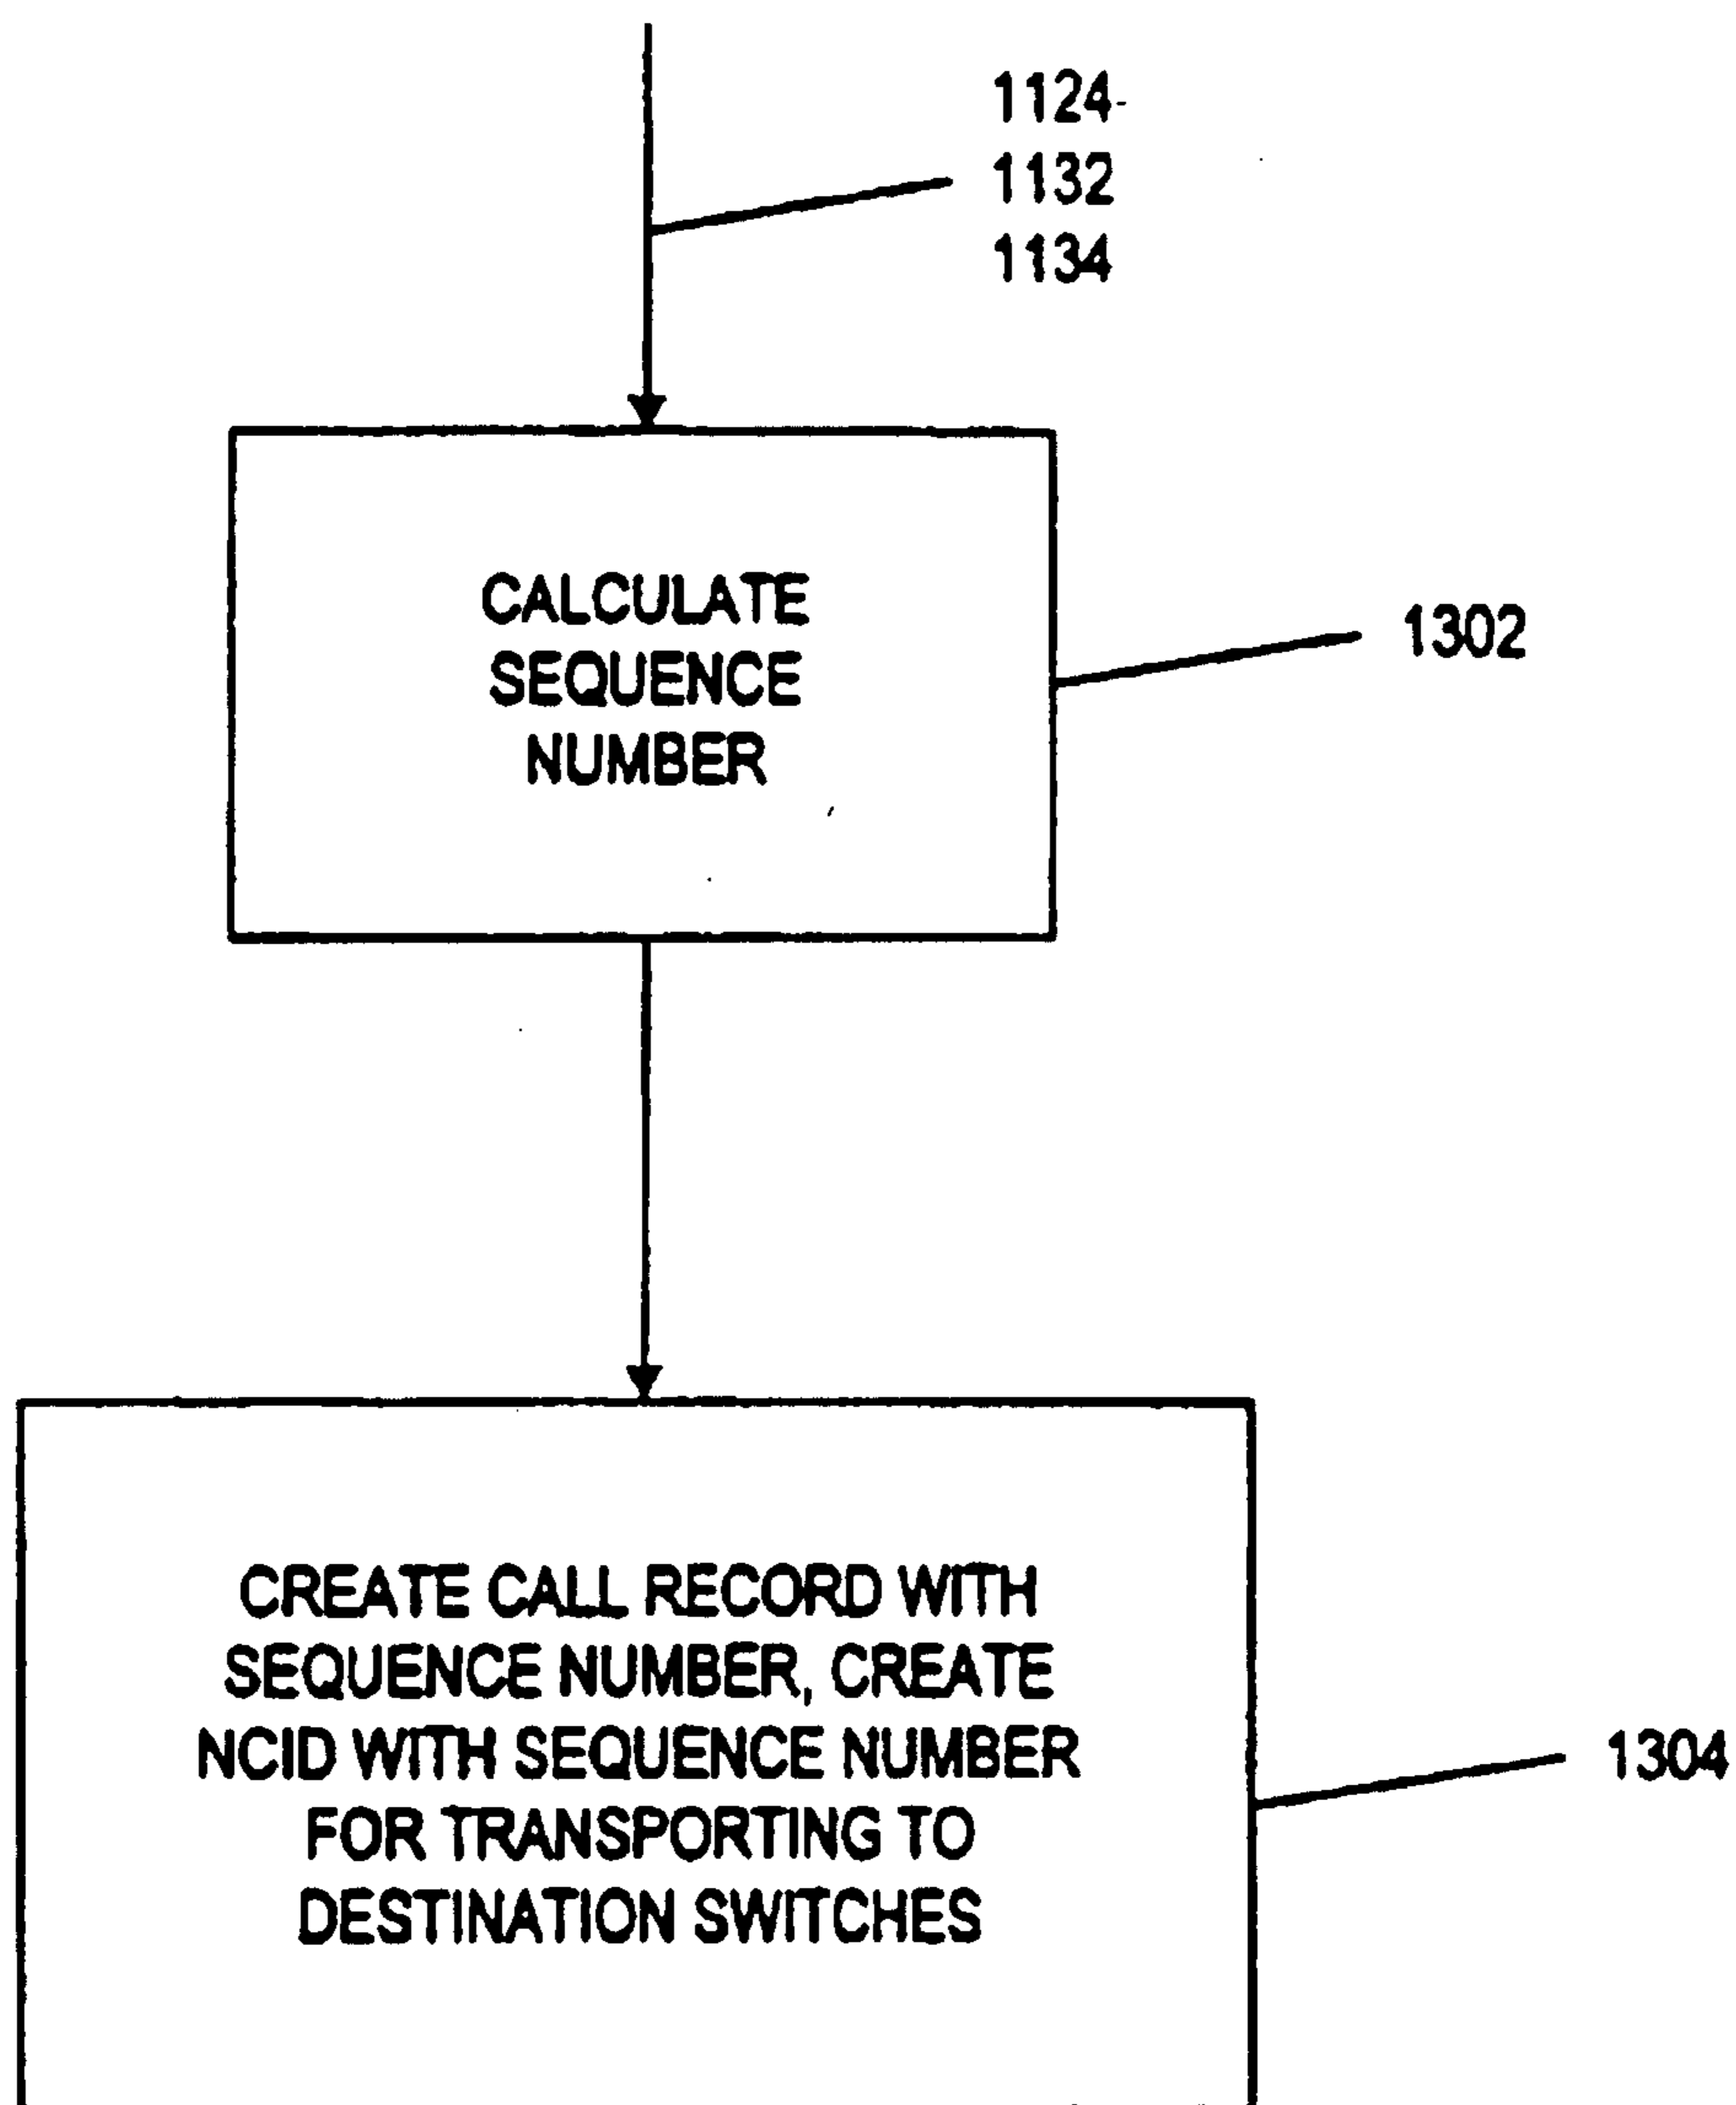 1124-
1132
1134
CALCULATE
SEQUENCE
NUMBER
1302
CREATE CALL RECORD WITH
SEQUENCE NUMBER, CREATE
NCID WITH SEQUENCE NUMBER
FOR TRANSPORTING TO
DESTINATION SWITCHES
1304